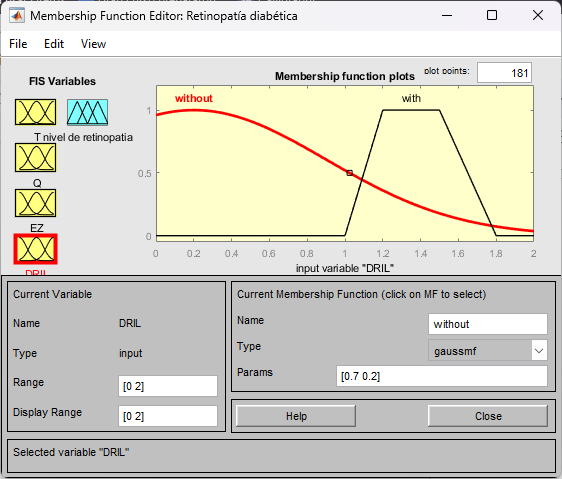 Membership Function Editor: Retinopatía diabética
File Edit View
FIS Variables
T nivel de retinopatia
Q
EZ
DRIL
Membership function plots
plot points:
181
without
with
1
0.5
0
0 0.2 0.4 0.6 0.8 1 1.2 1.4 1.6 1.8 2
input variable "DRIL"
Current Variable
Name DRIL
Type input
Range [0 2]
Display Range [0 2]
Current Membership Function (click on MF to select)
Name without
Type gaussmf
Params [0.7 0.2]
Help Close
Selected variable "DRIL"